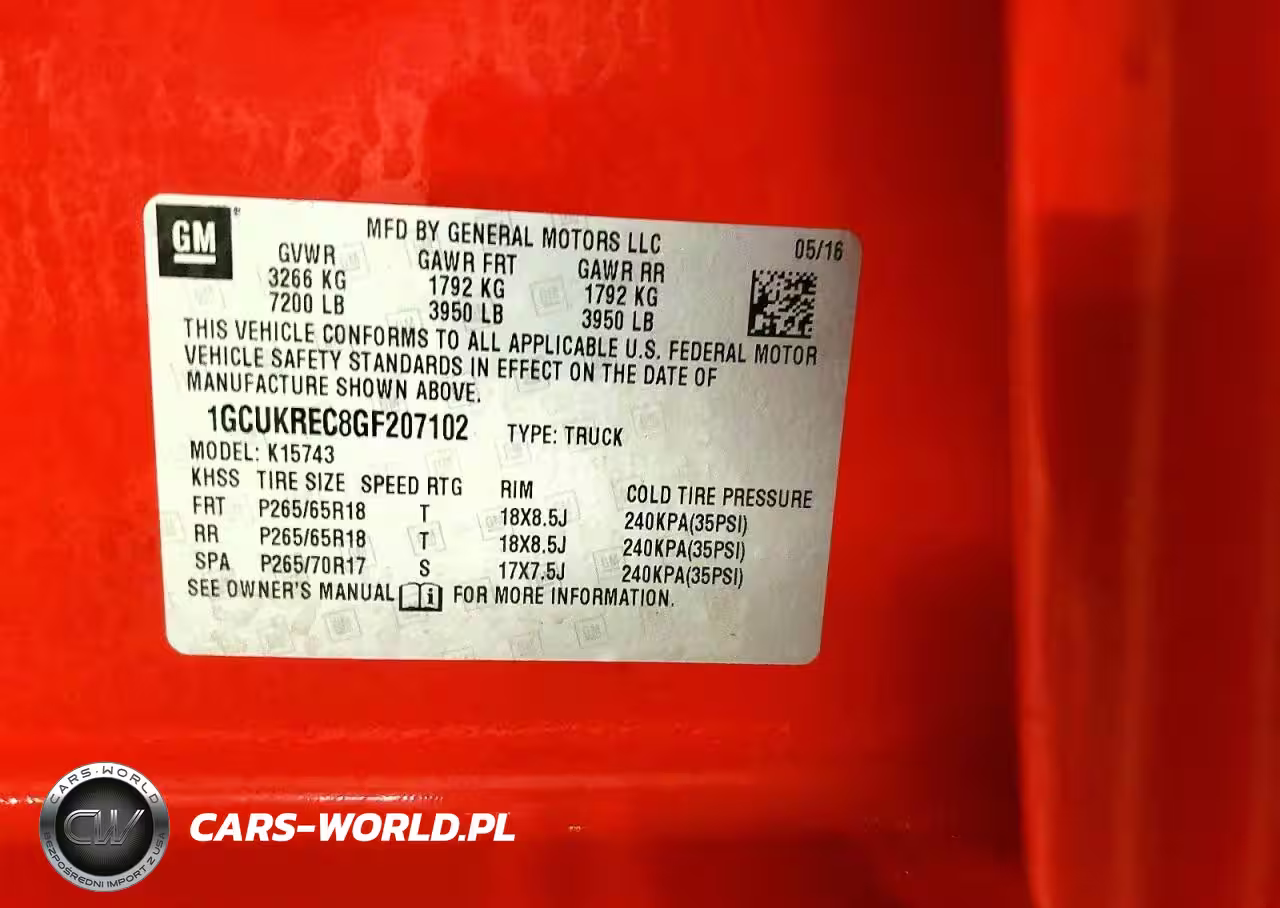 GM
MFD BY GENERAL MOTORS LLC
05/16
GVWR GAWR FRT GAWR RR
3266 KG 1792 KG 1792 KG
7200 LB 3950 LB 3950 LB
THIS VEHICLE CONFORMS TO ALL APPLICABLE U.S. FEDERAL MOTOR
VEHICLE SAFETY STANDARDS IN EFFECT ON THE DATE OF
MANUFACTURE SHOWN ABOVE.
1GCUKREC8GF207102 TYPE: TRUCK
MODEL: K15743
KHSS TIRE SIZE SPEED RTG RIM COLD TIRE PRESSURE
FRT P265/65R18 T 18X8.5J 240KPA(35PSI)
RR P265/65R18 T 18X8.5J 240KPA(35PSI)
SPA P265/70R17 S 17X7.5J 240KPA(35PSI)
SEE OWNER'S MANUAL FOR MORE INFORMATION.
CARS-WORLD
CW
BEZPOŚREDNI IMPORT Z USA
CARS-WORLD.PL